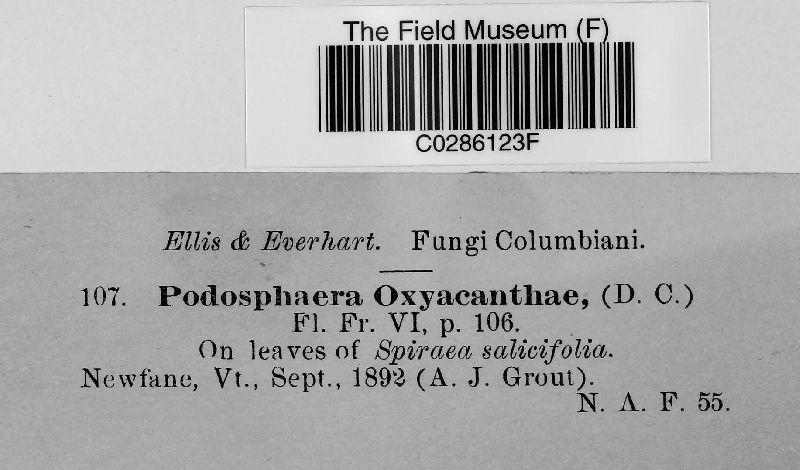 The Field Museum (F)
C0286123F
Ellis & Everhart. Fungi Columbiani.
107. Podosphaera Oxyacanthae, (D. C.)
Fl. Fr. VI, p. 106.
On leaves of Spiraea salicifolia.
Newfane, Vt., Sept., 1892 (A. J. Grout).
N. A. F. 55.